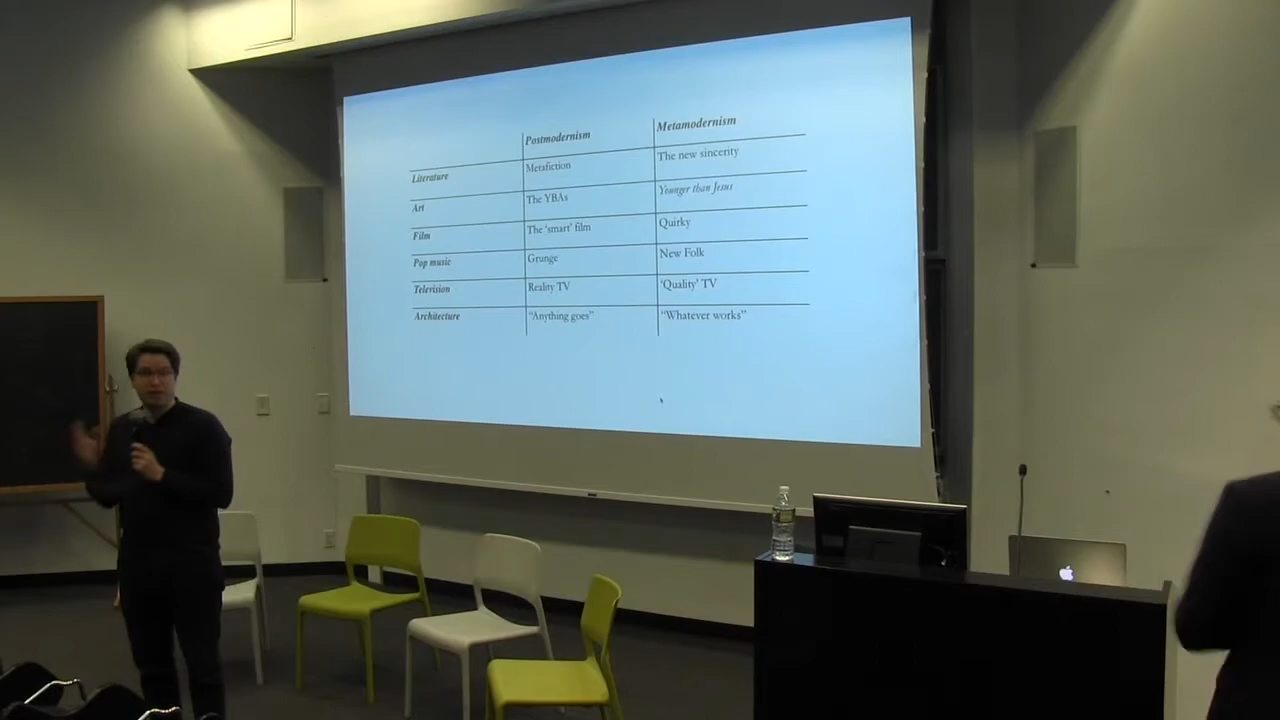 Postmodernism Metamodernism
Literature Metafiction The new sincerity
Art The YBAs Younger than Jesus
Film The 'smart' film Quirky
Pop music Grunge New Folk
Television Reality TV 'Quality' TV
Architecture "Anything goes" "Whatever works"